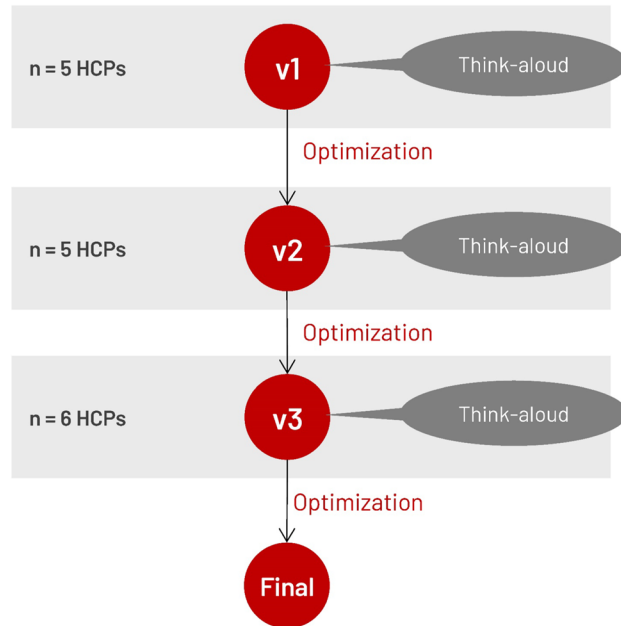 n = 5 HCPs
v1
Think-aloud
Optimization
n = 5 HCPs
v2
Think-aloud
Optimization
n = 6 HCPs
v3
Think-aloud
Optimization
Final